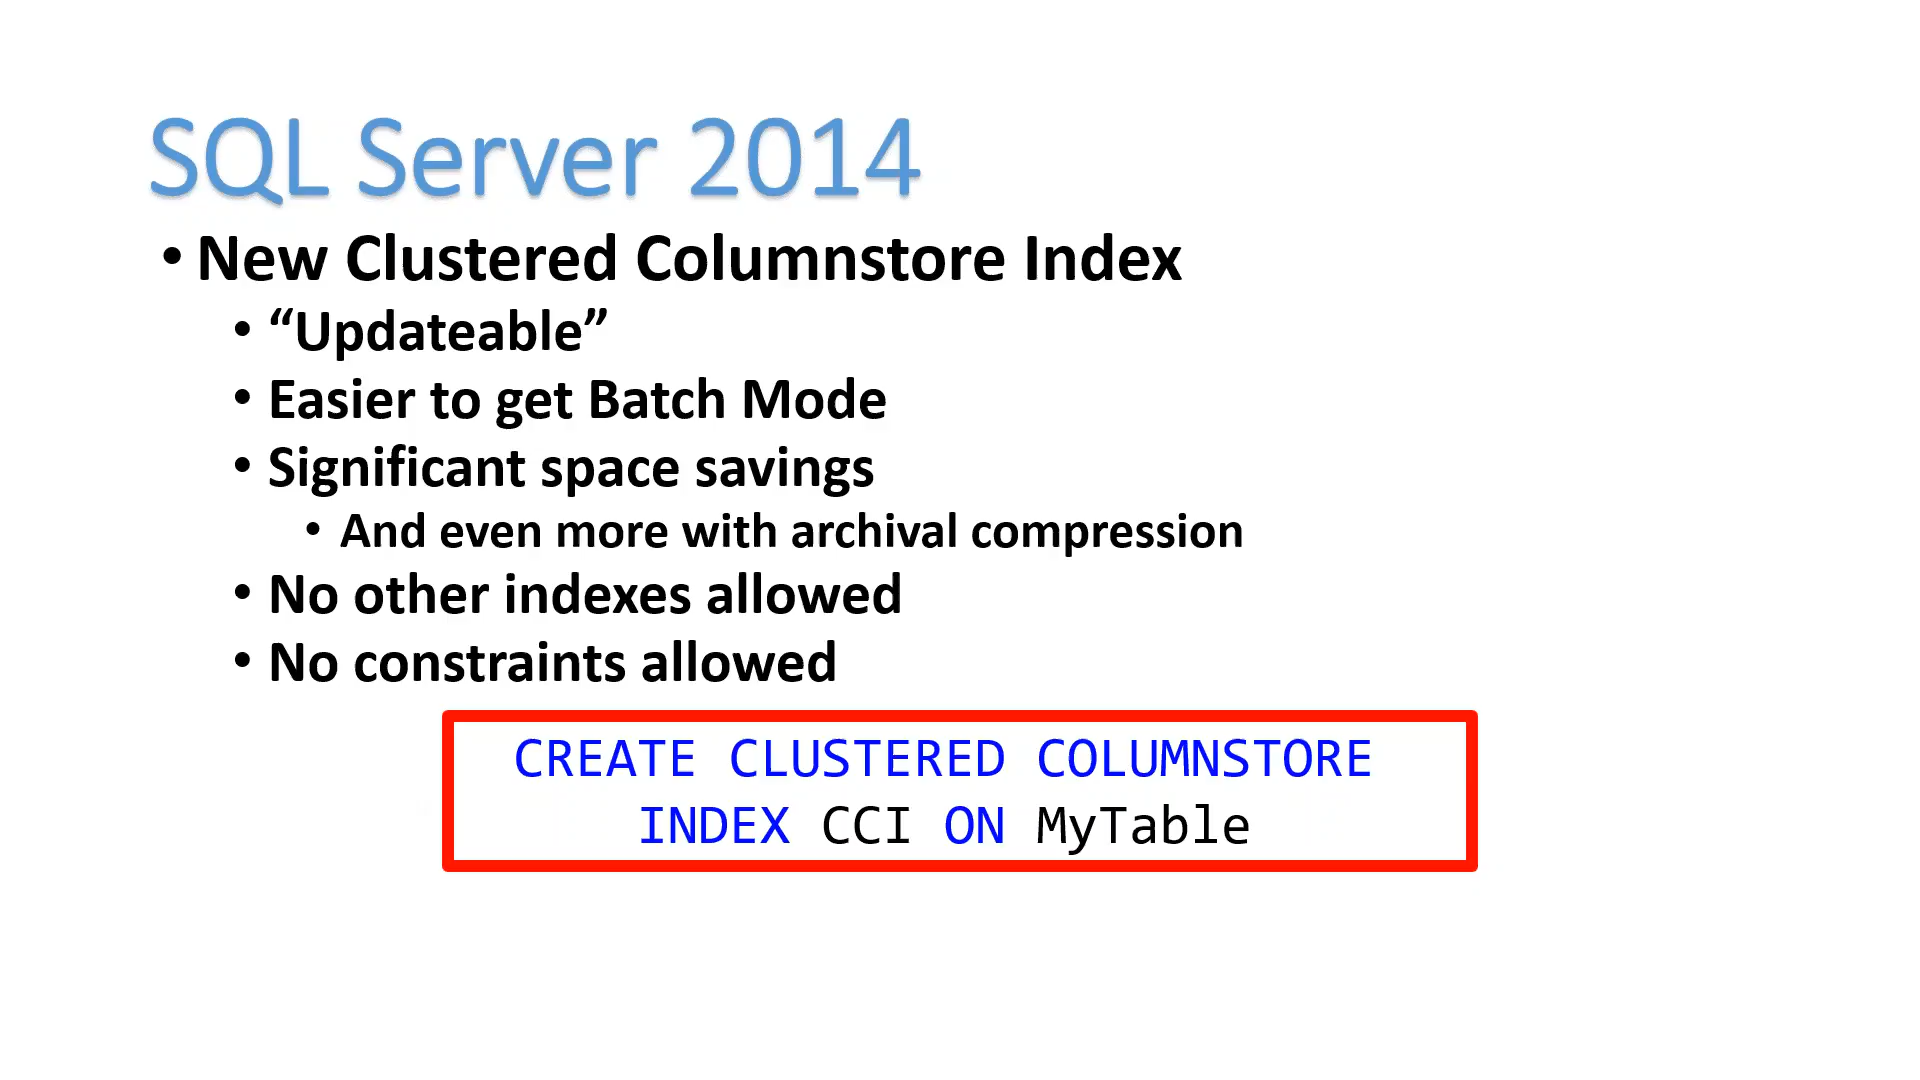 SQL Server 2014
• New Clustered Columnstore Index
• “Updateable”
• Easier to get Batch Mode
• Significant space savings
• And even more with archival compression
• No other indexes allowed
• No constraints allowed
CREATE CLUSTERED COLUMNSTORE
INDEX CCI ON MyTable